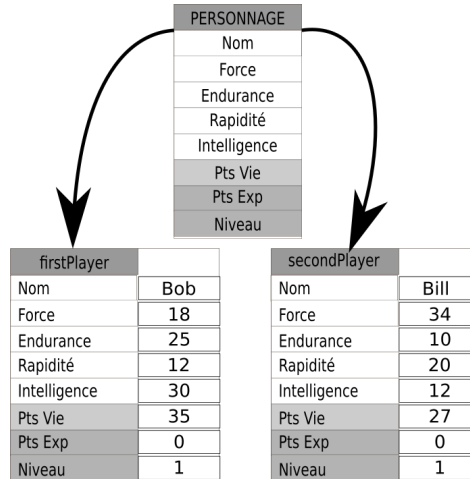 PERSONNAGE
Nom
Force
Endurance
Rapidité
Intelligence
Pts Vie
Pts Exp
Niveau
firstPlayer
Nom Bob
Force 18
Endurance 25
Rapidité 12
Intelligence 30
Pts Vie 35
Pts Exp 0
Niveau 1
secondPlayer
Nom Bill
Force 34
Endurance 10
Rapidité 20
Intelligence 12
Pts Vie 27
Pts Exp 0
Niveau 1